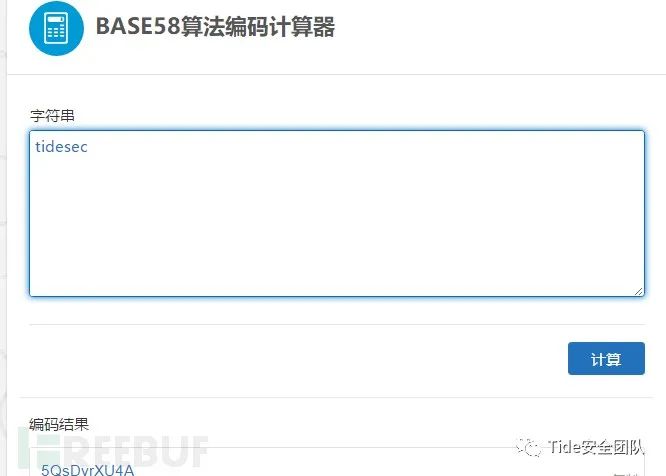 BASE58算法编码计算器
字符串
tidesec
计算
编码结果
Tide安全团队
REEBUF
5QsDvrXU4A